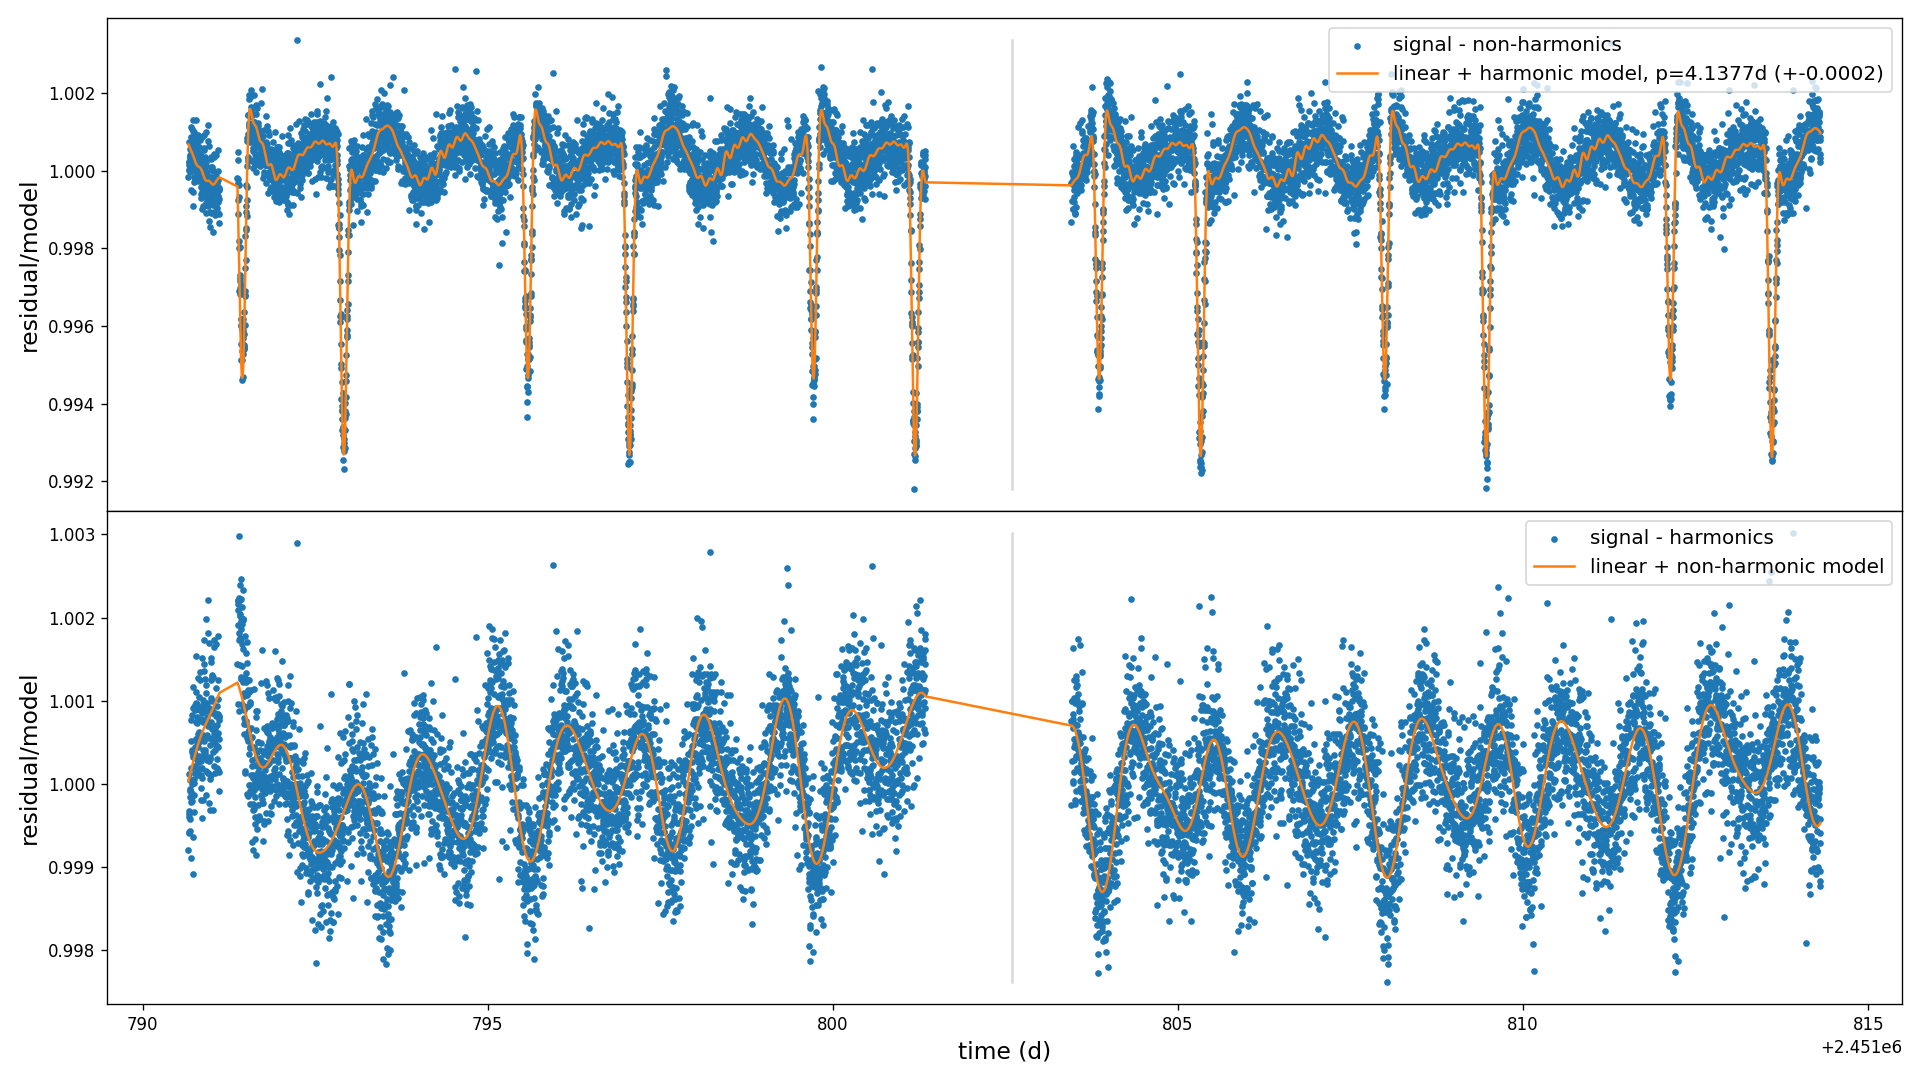 signal - non-harmonics
linear + harmonic model, p=4.1377d (+-0.0002)
1.002
1.000
0.998
0.996
0.994
0.992
residual/model
signal - harmonics
linear + non-harmonic model
1.003
1.002
1.001
1.000
0.999
0.998
residual/model
790 795 800 805 810 815
time (d)
+2.451e6